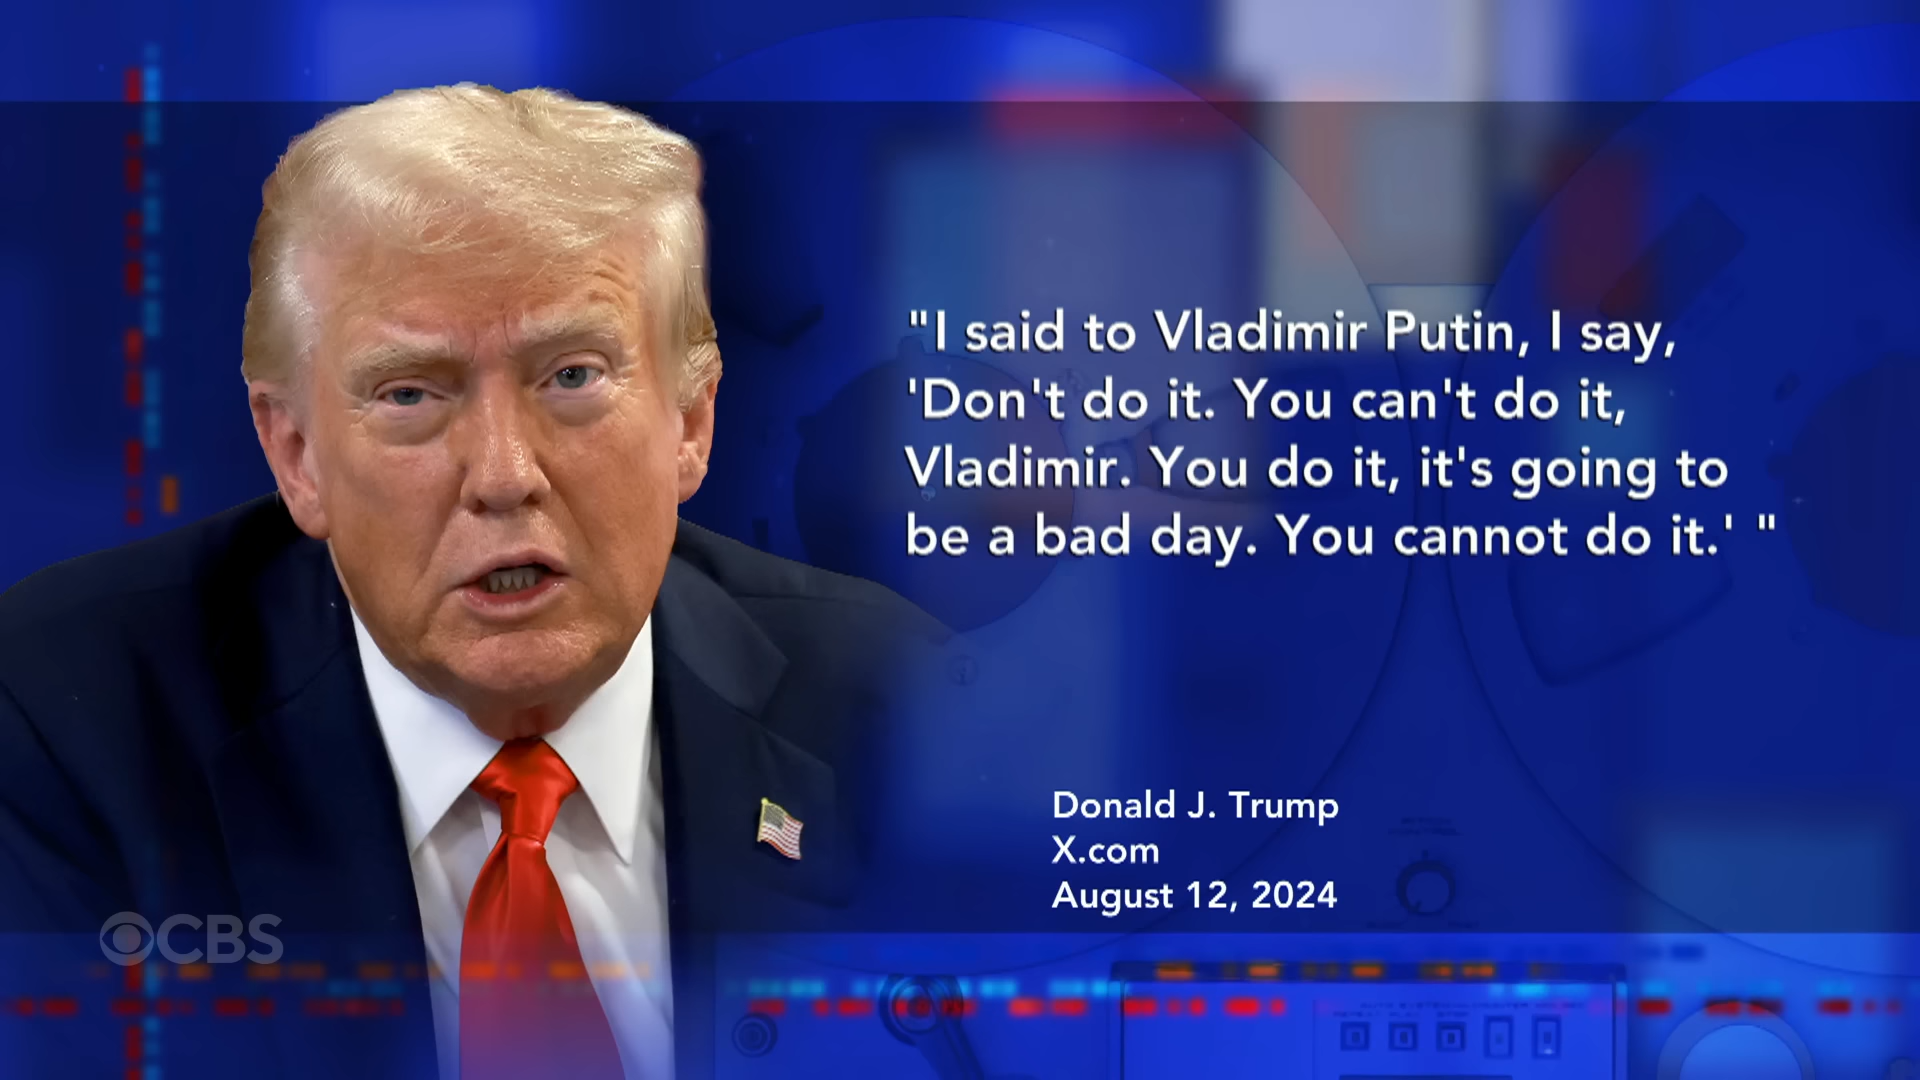 "I said to Vladimir Putin, I say,
'Don't do it. You can't do it,
Vladimir. You do it, it's going to
be a bad day. You cannot do it.' "
Donald J. Trump
X.com
August 12, 2024
CBS